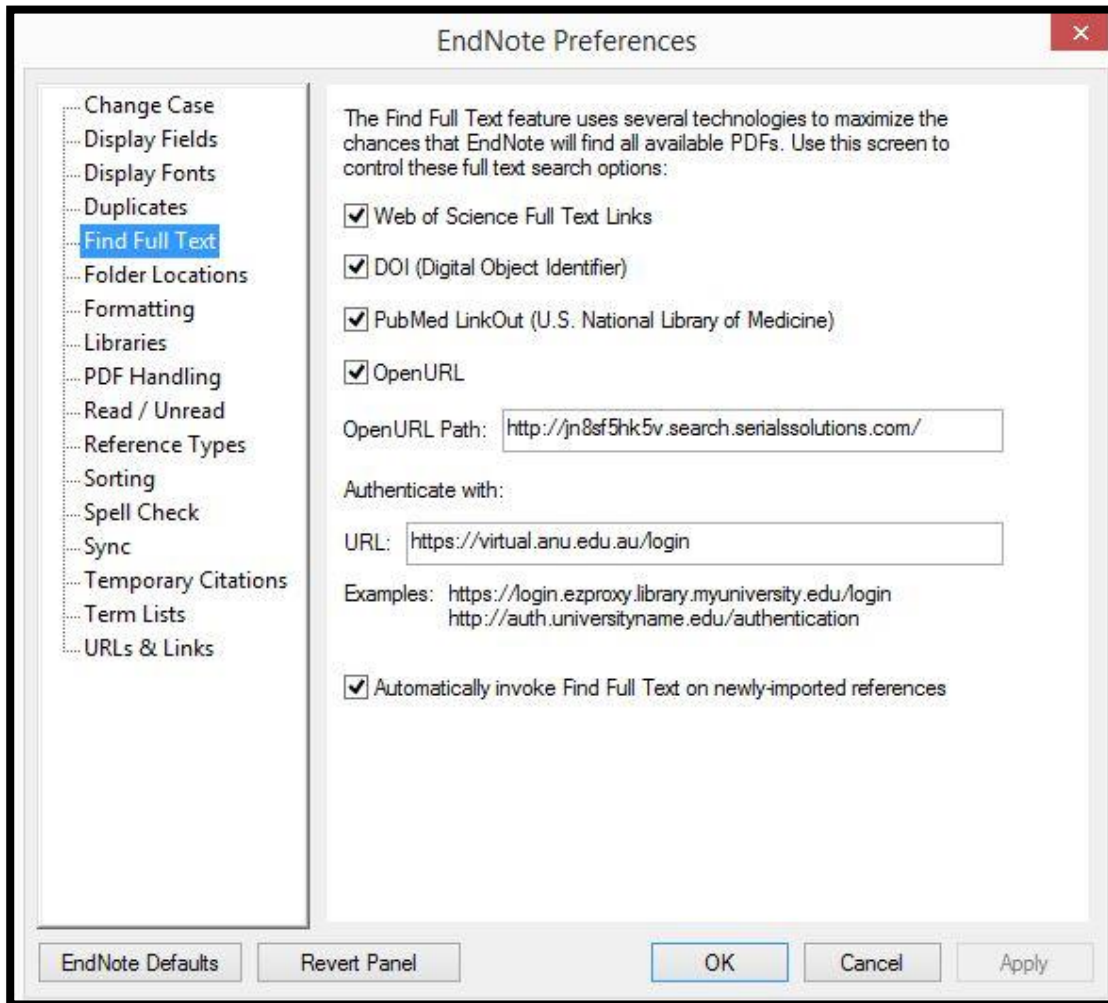 EndNote Preferences
Change Case
Display Fields
Display Fonts
Duplicates
Find Full Text
Folder Locations
Formatting
Libraries
PDF Handling
Read / Unread
Reference Types
Sorting
Spell Check
Sync
Temporary Citations
Term Lists
URLs & Links
The Find Full Text feature uses several technologies to maximize the
chances that EndNote will find all available PDFs. Use this screen to
control these full text search options:
Web of Science Full Text Links
DOI (Digital Object Identifier)
PubMed LinkOut (U.S. National Library of Medicine)
OpenURL
OpenURL Path: http://jn8sf5hk5v.search.serialssolutions.com/
Authenticate with:
URL: https://virtual.anu.edu.au/login
Examples: https://login.ezproxy.library.myuniversity.edu/login
http://auth.universityname.edu/authentication
Automatically invoke Find Full Text on newly-imported references
EndNote Defaults Revert Panel OK Cancel Apply